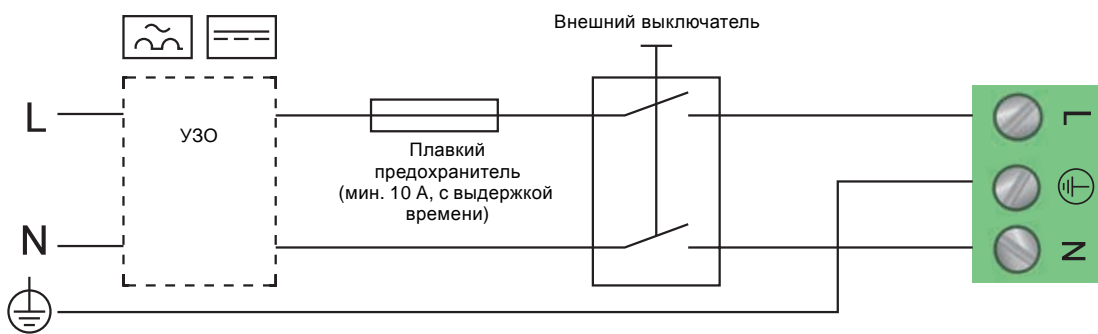 Внешний выключатель
L
УЗО
Плавкий
предохранитель
(мин. 10 А, с выдержкой
времени)
N
L
N